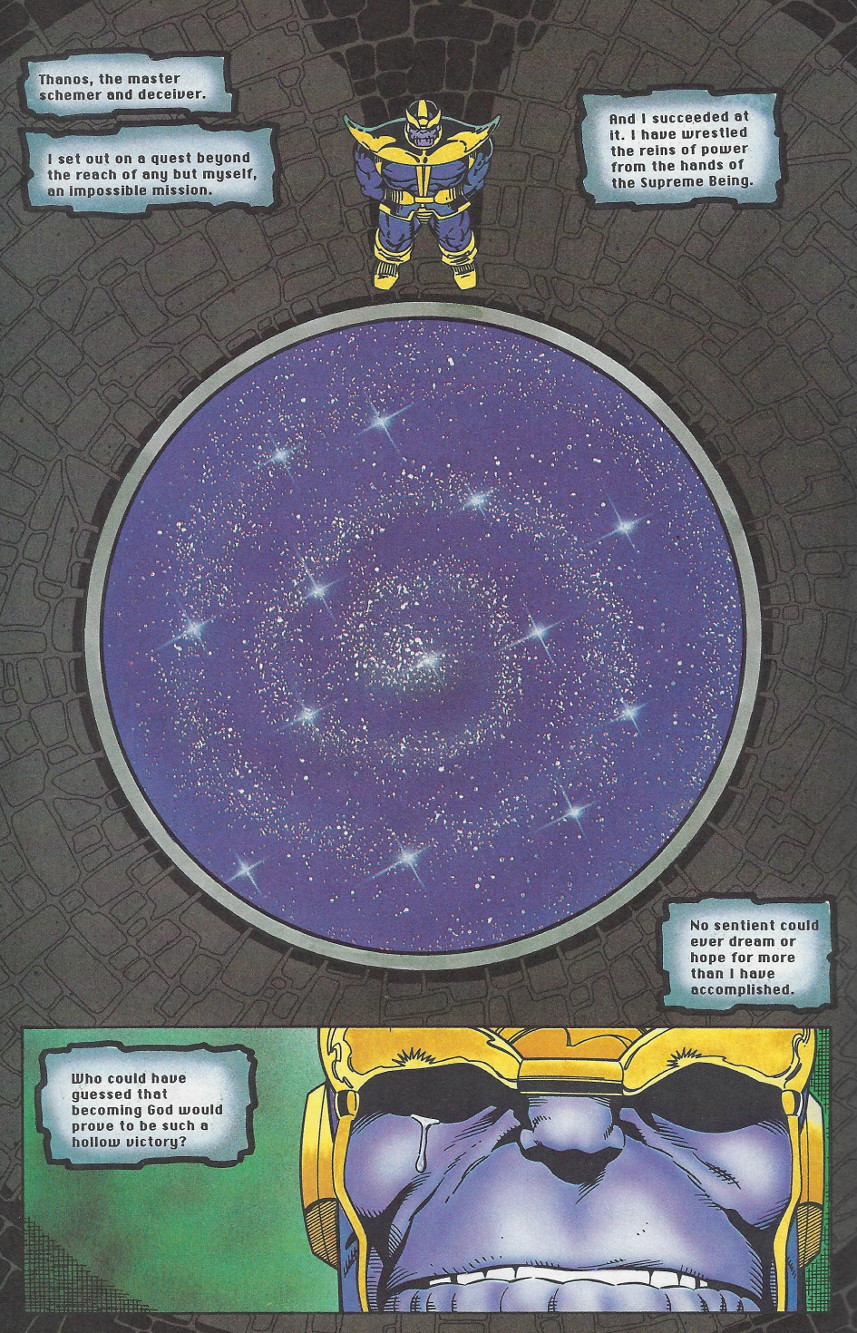 Thanos, the master
schemer and deceiver.
I set out on a quest beyond
the reach of any but myself,
an impossible mission.
And I succeeded at
it. I have wrestled
the reins of power
from the hands of
the Supreme Being.
No sentient could
ever dream or
hope for more
than I have
accomplished.
Who could have
guessed that
becoming God would
prove to be such a
hollow victory?